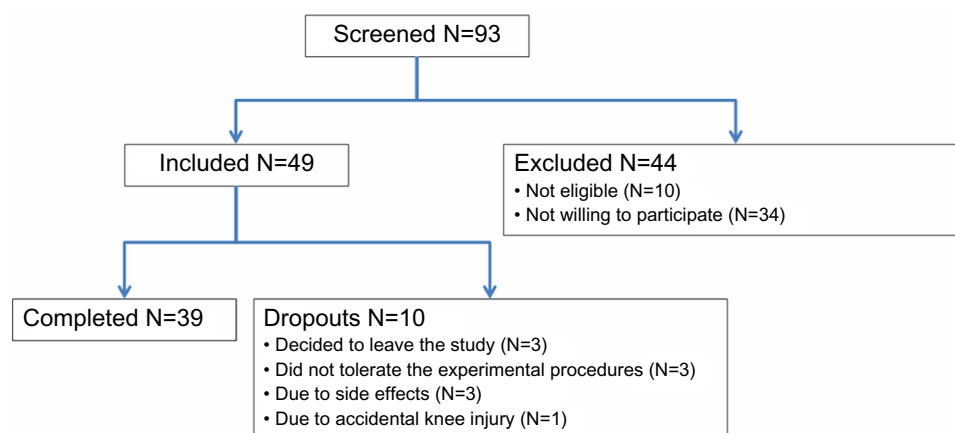 Screened N=93
Included N=49
Excluded N=44
• Not eligible (N=10)
• Not willing to participate (N=34)
Completed N=39
Dropouts N=10
• Decided to leave the study (N=3)
• Did not tolerate the experimental procedures (N=3)
• Due to side effects (N=3)
• Due to accidental knee injury (N=1)